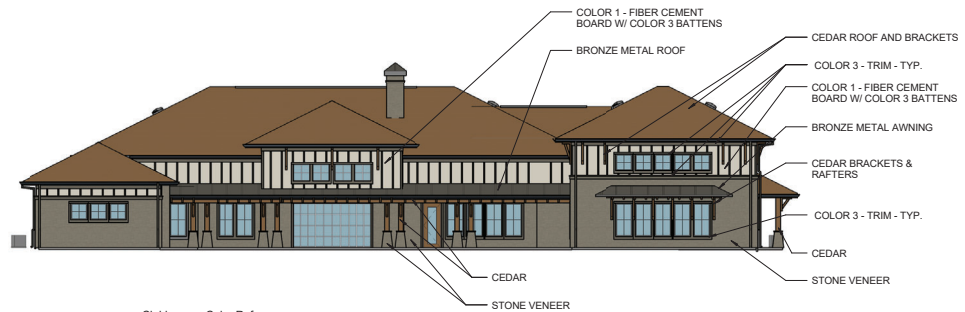 COLOR 1 - FIBER CEMENT
BOARD W/ COLOR 3 BATTENS
BRONZE METAL ROOF
CEDAR ROOF AND BRACKETS
COLOR 3 - TRIM - TYP.
COLOR 1 - FIBER CEMENT
BOARD W/ COLOR 3 BATTENS
BRONZE METAL AWNING
CEDAR BRACKETS &
RAFTERS
COLOR 3 - TRIM - TYP.
CEDAR
STONE VENEER
CEDAR
STONE VENEER